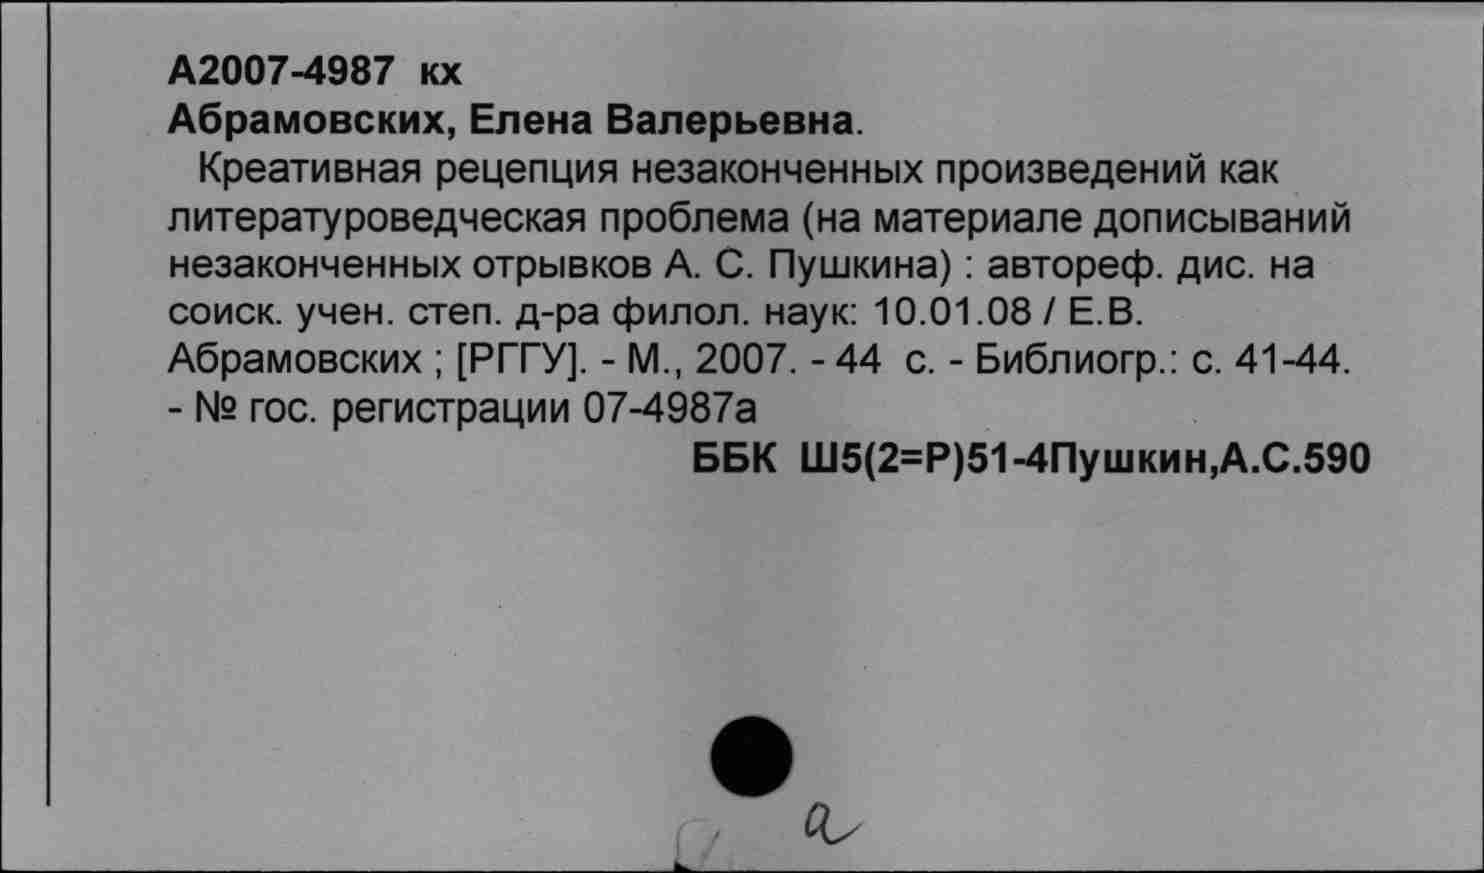 А2007-4987 кх
Абрамовских, Елена Валерьевна.
Креативная рецепция незаконченных произведений как
литературоведческая проблема (на материале дописываний
незаконченных отрывков А. С. Пушкина) : автореф. дис. на
соиск. учен. степ. д-ра филол. наук: 10.01.08 / Е.В.
Абрамовских ; [РГГУ]. - М., 2007. - 44 с. - Библиогр.: с. 41-44.
- № гос. регистрации 07-4987а
ББК Ш5(2=Р)51-4Пушкин,А.С.590
а